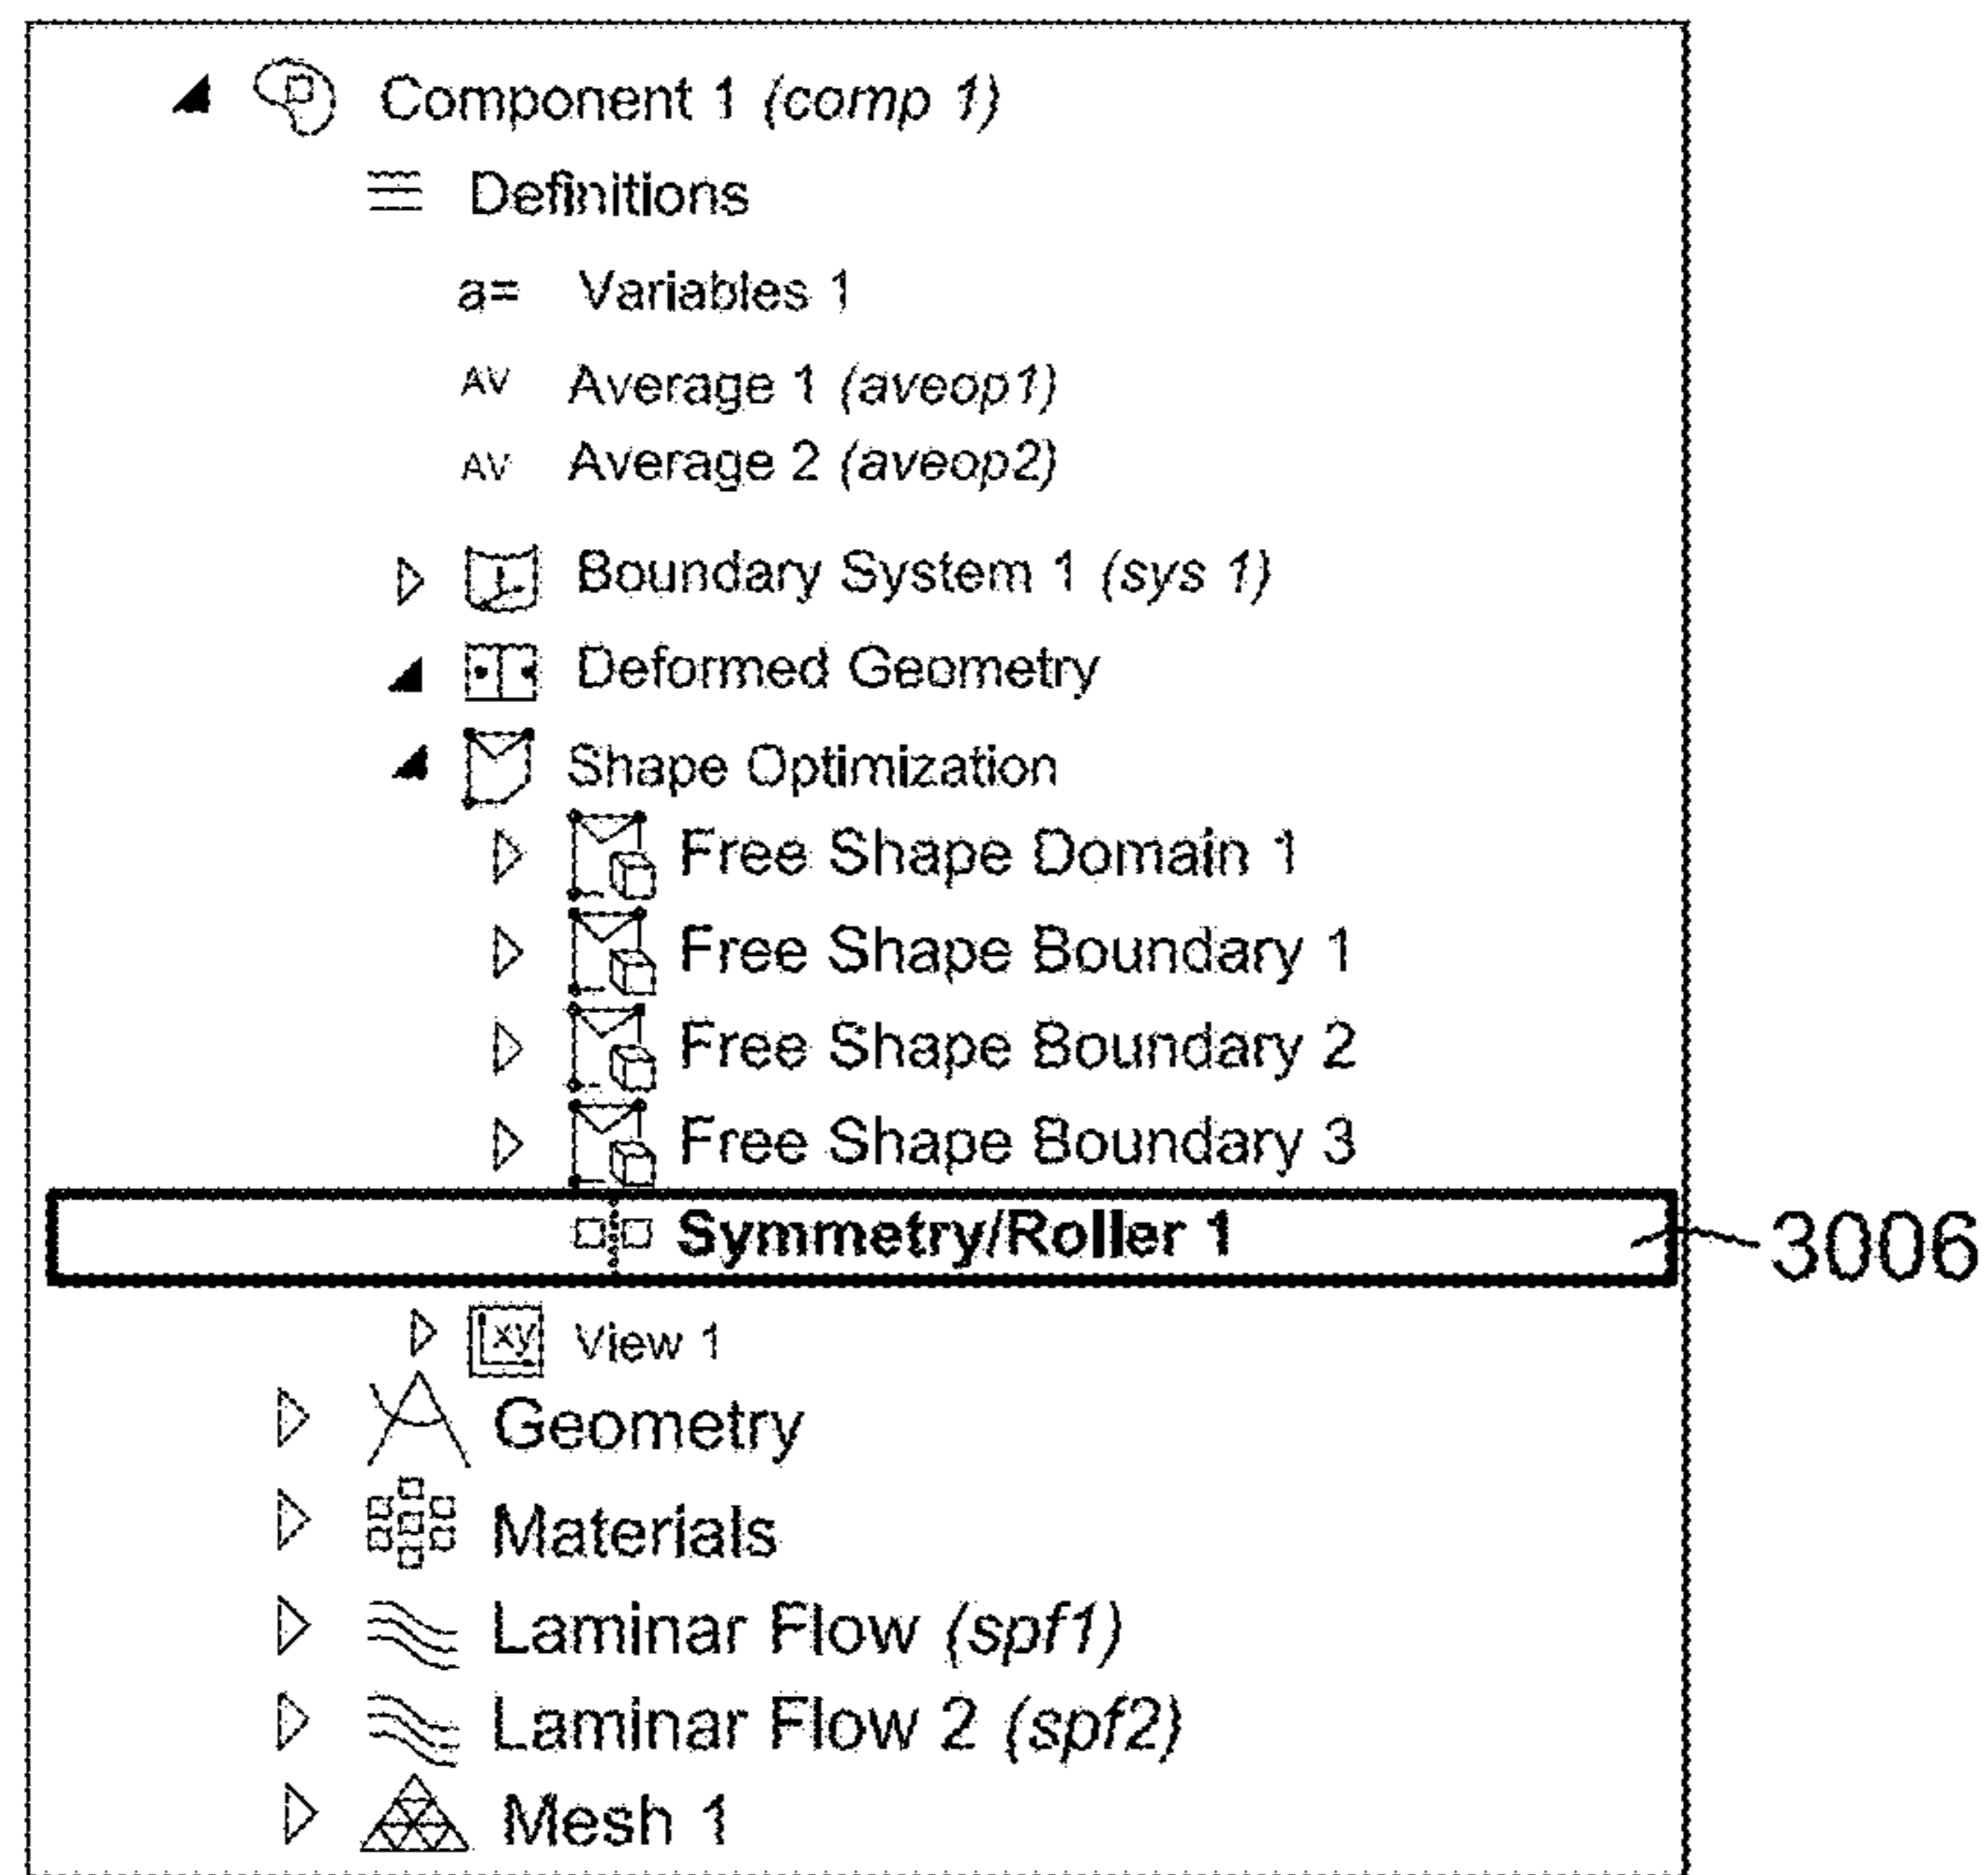 Component 1 (comp 1)
Definitions
a= Variables 1
AV Average 1 (aveop1)
AV Average 2 (aveop2)
Boundary System 1 (sys 1)
Deformed Geometry
Shape Optimization
Free Shape Domain 1
Free Shape Boundary 1
Free Shape Boundary 2
Free Shape Boundary 3
Symmetry/Roller 1 3006
xy View 1
Geometry
Materials
Laminar Flow (spf1)
Laminar Flow 2 (spf2)
Mesh 1